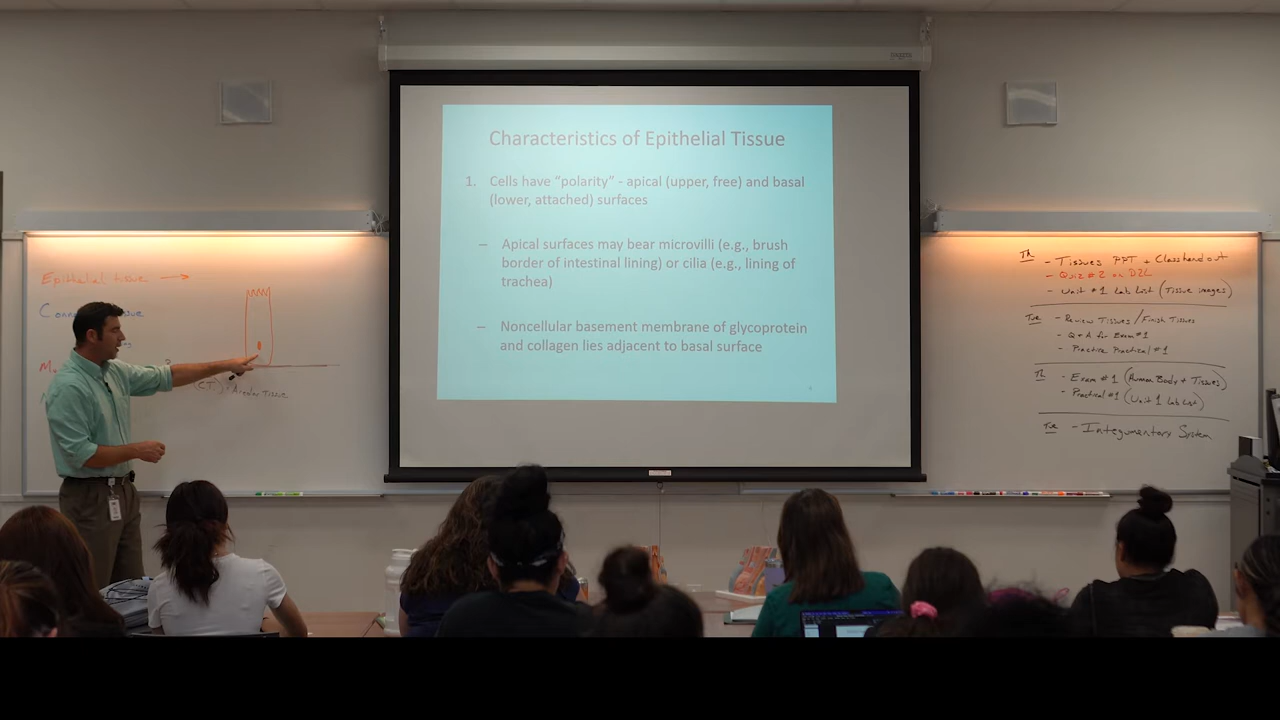 Characteristics of Epithelial Tissue
1. Cells have “polarity” - apical (upper, free) and basal
(lower, attached) surfaces
– Apical surfaces may bear microvilli (e.g., brush
border of intestinal lining) or cilia (e.g., lining of
trachea)
– Noncellular basement membrane of glycoprotein
and collagen lies adjacent to basal surface
Epithelial tissue →
(CT) • Areolar Tissue
Th - Tissues PPT + Class handout
- Quiz #2 on D2L
- Unit #1 Lab List (Tissue images)
Tue - Review Tissues / Finish Tissues
- Q + A for Exam #1
- Practice Practical #1
Th - Exam #1 (Human Body + Tissues)
- Practical #1 (Unit 1 Lab List)
Tue - Integumentary System